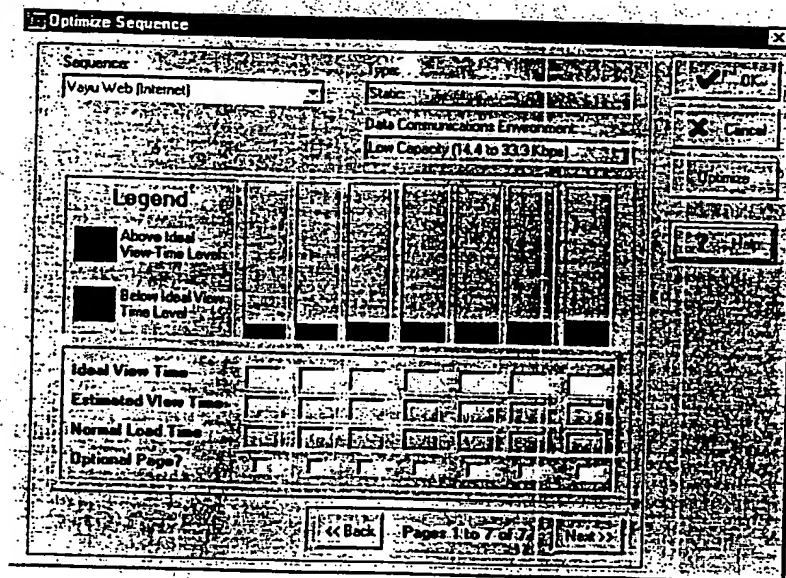 Optimize Sequence
Sequence:
Vayu Web (Internet)
Type:
Static
Data Communications Environment:
Low Capacity (14.4 to 33.3 Kbps)
OK
Cancel
Optimize
? Help
Legend
Above Ideal
View-Time Level
Below Ideal View-
Time Level
Ideal View Time
Estimated View Time
Normal Load Time
Optional Page?
<< Back
Pages 1 to 7 of 7
Next >>